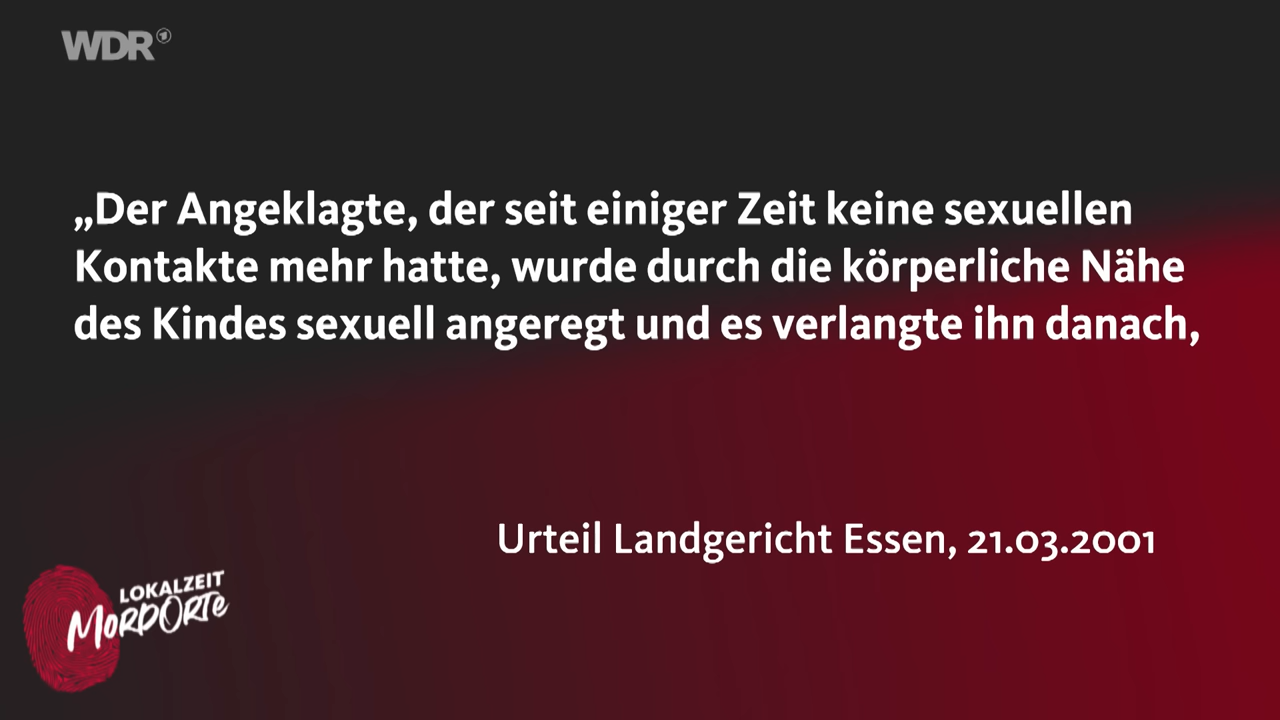 WDR
„Der Angeklagte, der seit einiger Zeit keine sexuellen
Kontakte mehr hatte, wurde durch die körperliche Nähe
des Kindes sexuell angeregt und es verlangte ihn danach,
Urteil Landgericht Essen, 21.03.2001
LOKALZEIT
MORDORTE